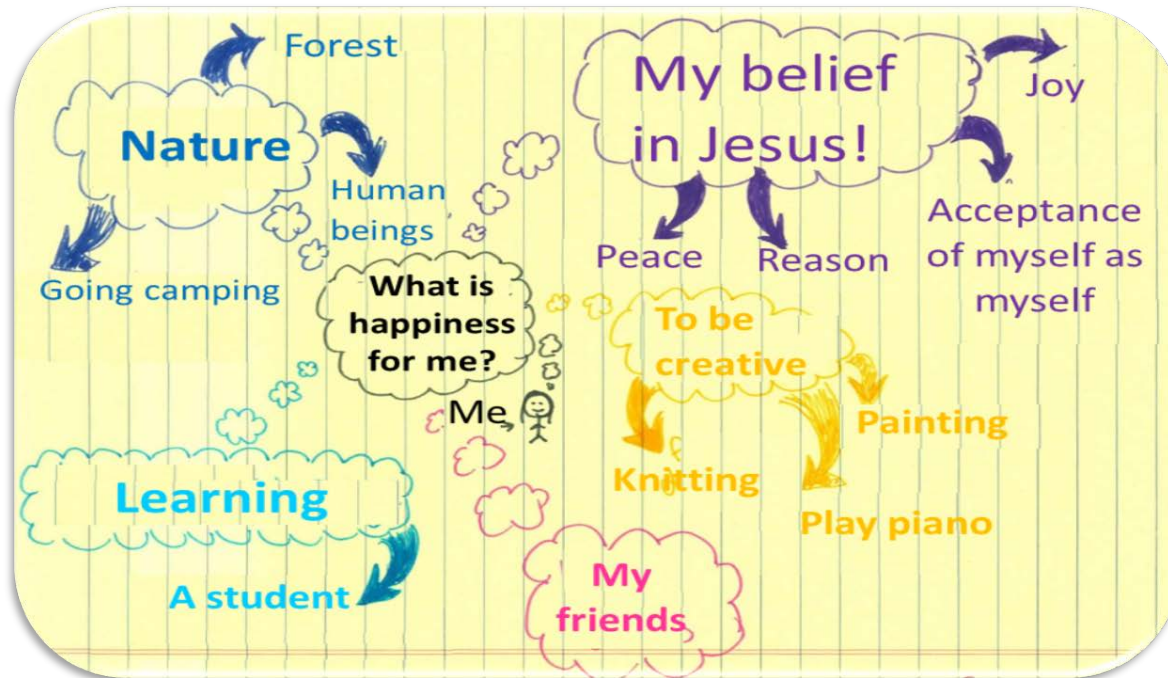 Forest
Nature
Human
beings
Going camping
My belief
in Jesus!
Joy
Acceptance
of myself as
myself
Peace
Reason
What is
happiness
for me?
Me
To be
creative
Painting
Knitting
Play piano
Learning
A student
My
friends